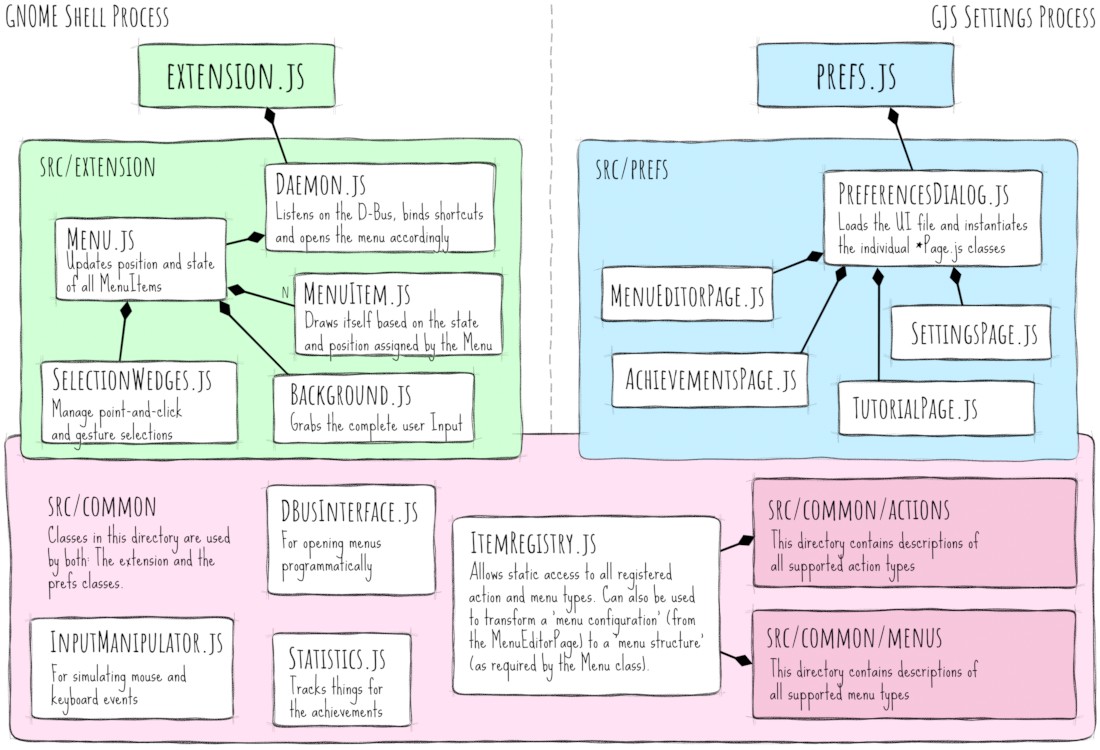 GNOME Shell Process
GJS Settings Process
extension.js
prefs.js
src/extension
Daemon.js
Listens on the D-Bus, binds shortcuts
and opens the menu accordingly
Menu.js
Updates position and state
of all MenuItems
N
MenuItem.js
Draws itself based on the state
and position assigned by the Menu
SelectionWedges.js
Manage point-and-click
and gesture selections
Background.js
Grabs the complete user Input
src/prefs
PreferencesDialog.js
Loads the UI file and instantiates
the individual *Page.js classes
MenuEditorPage.js
SettingsPage.js
AchievementsPage.js
TutorialPage.js
src/common
Classes in this directory are used
by both: The extension and the
prefs classes.
DBusInterface.js
For opening menus
programmatically
ItemRegistry.js
Allows static access to all registered
action and menu types. Can also be used
to transform a 'menu configuration' (from
the MenuEditorPage) to a 'menu structure'
(as required by the Menu class).
src/common/actions
This directory contains descriptions of
all supported action types
InputManipulator.js
For simulating mouse and
keyboard events
Statistics.js
Tracks things for
the achievements
src/common/menus
This directory contains descriptions of
all supported menu types